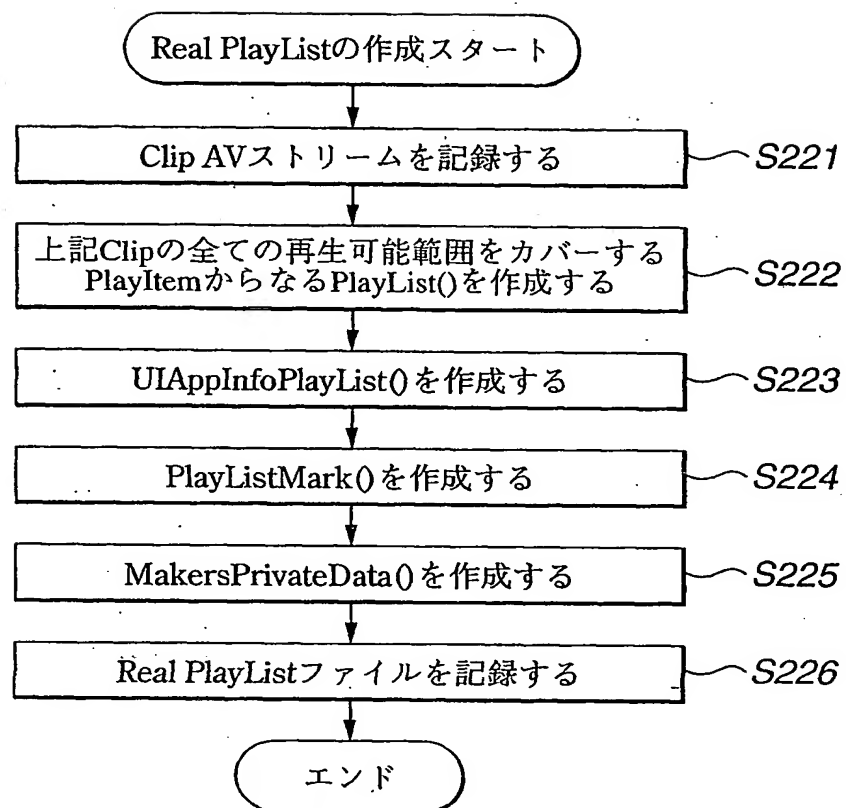 Real PlayListの作成スタート
Clip AVストリームを記録する
S221
上記Clipの全ての再生可能範囲をカバーする
PlayItemからなるPlayList()を作成する
S222
UIAppInfoPlayList()を作成する
S223
PlayListMark()を作成する
S224
MakersPrivateData()を作成する
S225
Real PlayListファイルを記録する
S226
エンド